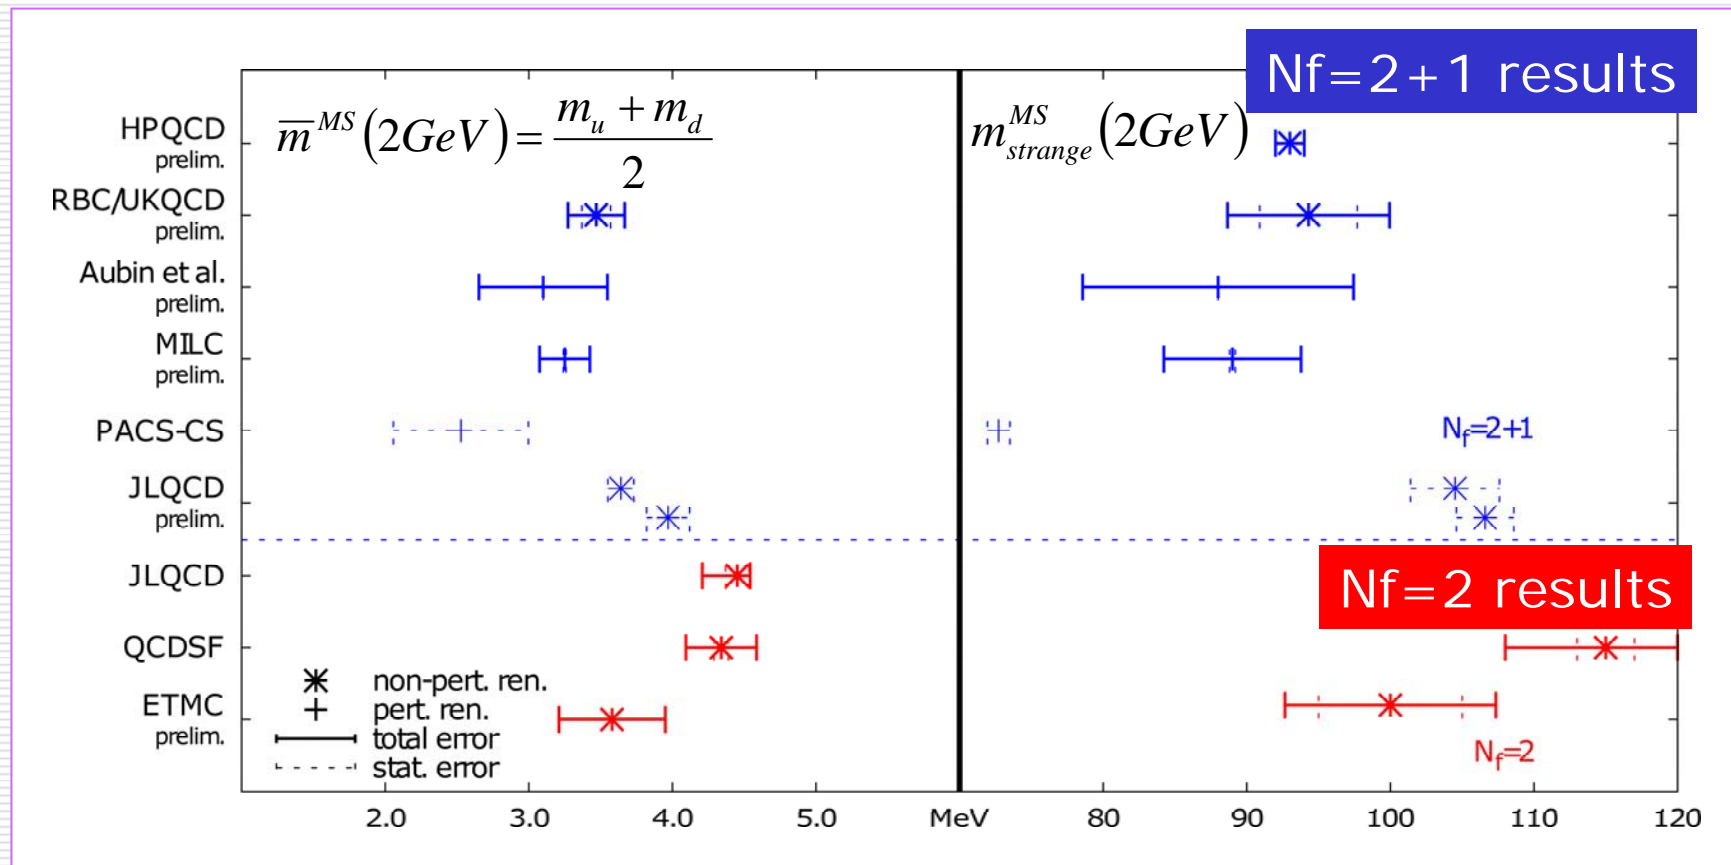 Nf=2+1 results
HPQCD
prelim.
m̅^MS(2GeV) = (m_u + m_d)/2
m_strange^MS(2GeV)
RBC/UKQCD
prelim.
Aubin et al.
prelim.
MILC
prelim.
PACS-CS
N_f=2+1
JLQCD
prelim.
JLQCD
Nf=2 results
QCDSF
ETMC
prelim.
non-pert. ren.
pert. ren.
total error
stat. error
N_f=2
2.0 3.0 4.0 5.0 MeV 80 90 100 110 120